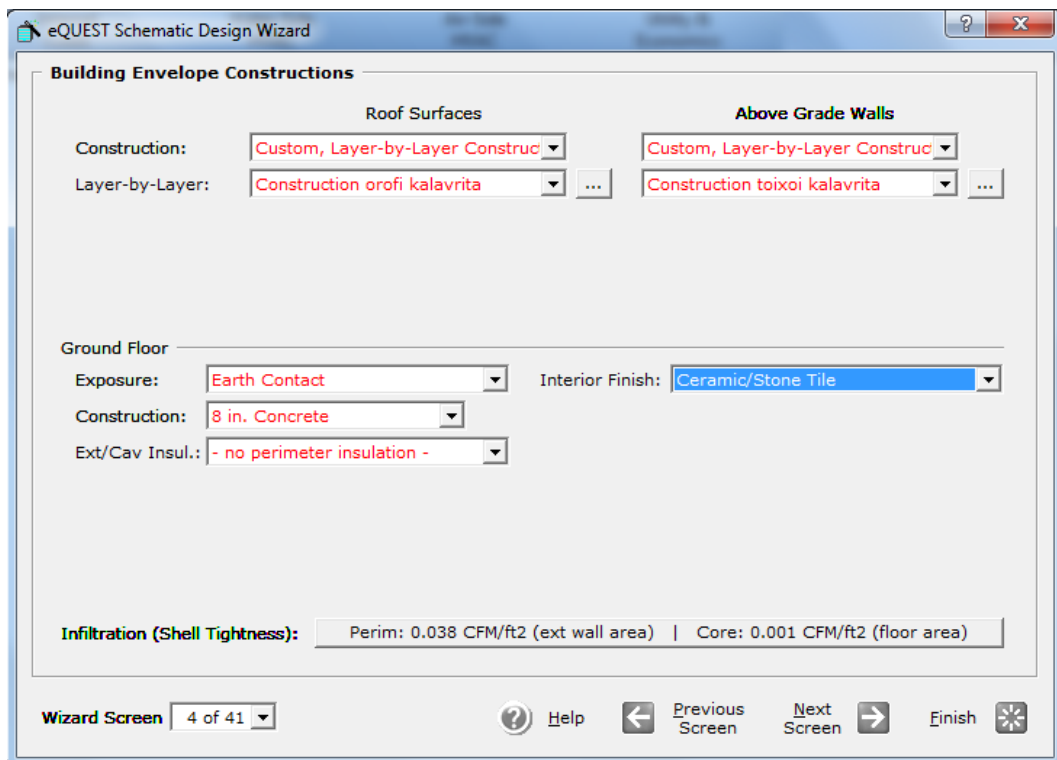 eQUEST Schematic Design Wizard
Building Envelope Constructions
Roof Surfaces Above Grade Walls
Construction: Custom, Layer-by-Layer Construc Custom, Layer-by-Layer Construc
Layer-by-Layer: Construction orofi kalavrita ... Construction toixoi kalavrita ...
Ground Floor
Exposure: Earth Contact Interior Finish: Ceramic/Stone Tile
Construction: 8 in. Concrete
Ext/Cav Insul.: - no perimeter insulation -
Infiltration (Shell Tightness): Perim: 0.038 CFM/ft2 (ext wall area) | Core: 0.001 CFM/ft2 (floor area)
Wizard Screen 4 of 41 Help Previous Screen Next Screen Finish